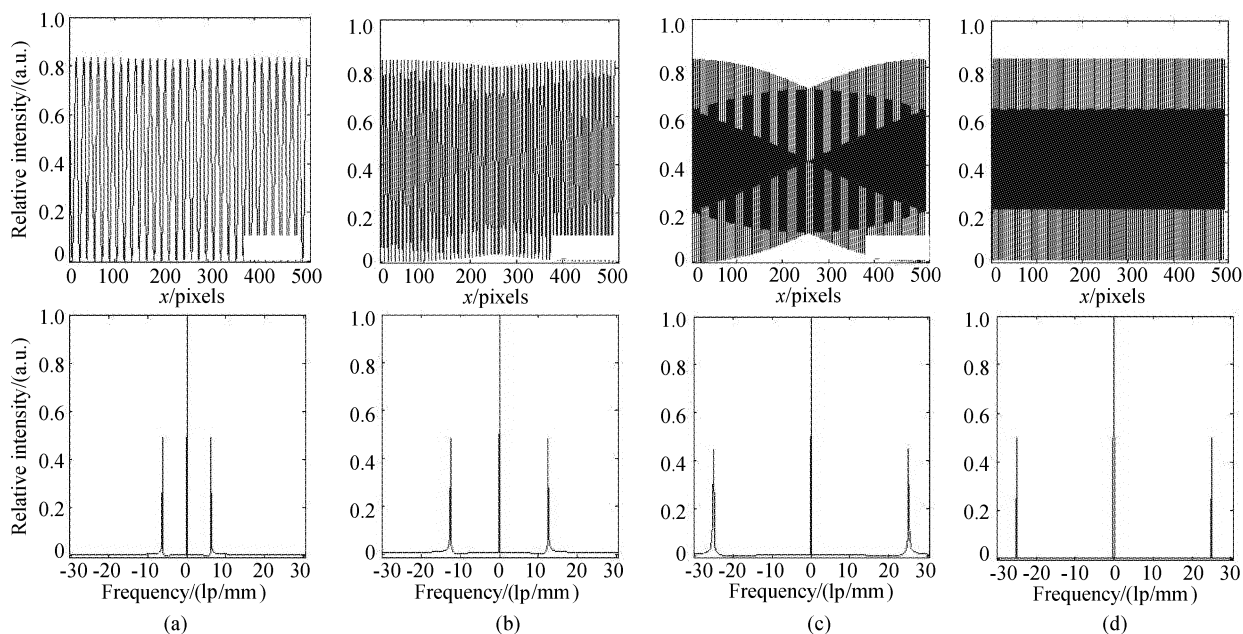 1.0 1.0 1.0 1.0
0.8 0.8 0.8 0.8
0.6 0.6 0.6 0.6
0.4 0.4 0.4 0.4
0.2 0.2 0.2 0.2
0 0 0 0
Relative intensity/(a.u.)
0 100 200 300 400 500 0 100 200 300 400 500 0 100 200 300 400 500 0 100 200 300 400 500
x/pixels x/pixels x/pixels x/pixels
1.0 1.0 1.0 1.0
0.8 0.8 0.8 0.8
0.6 0.6 0.6 0.6
0.4 0.4 0.4 0.4
0.2 0.2 0.2 0.2
0 0 0 0
Relative intensity/(a.u.)
-30 -20 -10 0 10 20 30 -30 -20 -10 0 10 20 30 -30 -20 -10 0 10 20 30 -30 -20 -10 0 10 20 30
Frequency/(lp/mm) Frequency/(lp/mm) Frequency/(lp/mm) Frequency/(lp/mm)
(a) (b) (c) (d)